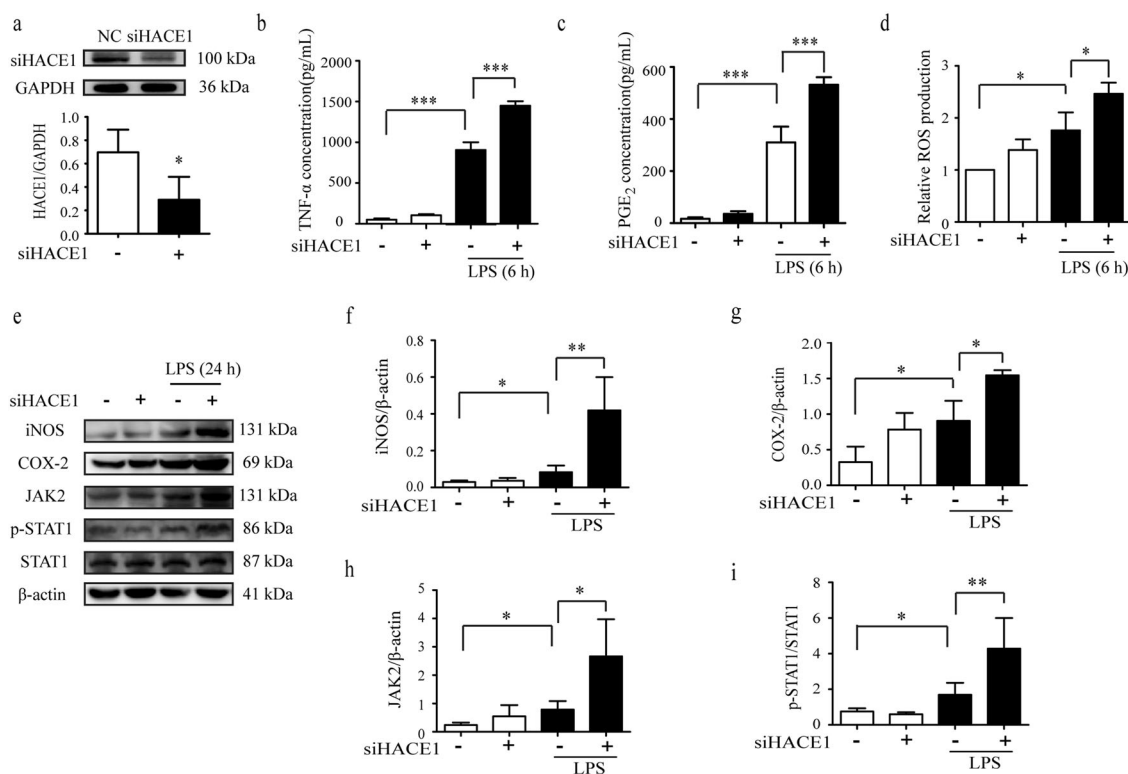 a
NC siHACE1
siHACE1 100 kDa
GAPDH 36 kDa
HACE1/GAPDH
1.0
0.8
0.6
0.4
0.2
0.0
*
siHACE1 - +
b
TNF-α concentration(pg/mL)
2000
1500
1000
500
0
*** ***
siHACE1 - + - +
LPS (6 h)
c
PGE2 concentration(pg/mL)
600
400
200
0
*** ***
siHACE1 - + - +
LPS (6 h)
d
Relative ROS production
3
2
1
0
* *
siHACE1 - + - +
LPS (6 h)
e
LPS (24 h)
siHACE1 - + - +
iNOS 131 kDa
COX-2 69 kDa
JAK2 131 kDa
p-STAT1 86 kDa
STAT1 87 kDa
β-actin 41 kDa
f
iNOS/β-actin
0.8
0.6
0.4
0.2
0.0
* **
siHACE1 - + - +
LPS
g
COX-2/β-actin
2.0
1.5
1.0
0.5
0.0
* *
siHACE1 - + - +
LPS
h
JAK2/β-actin
5
4
3
2
1
0
* *
siHACE1 - + - +
LPS
i
p-STAT1/STAT1
10
8
6
4
2
0
* **
siHACE1 - + - +
LPS